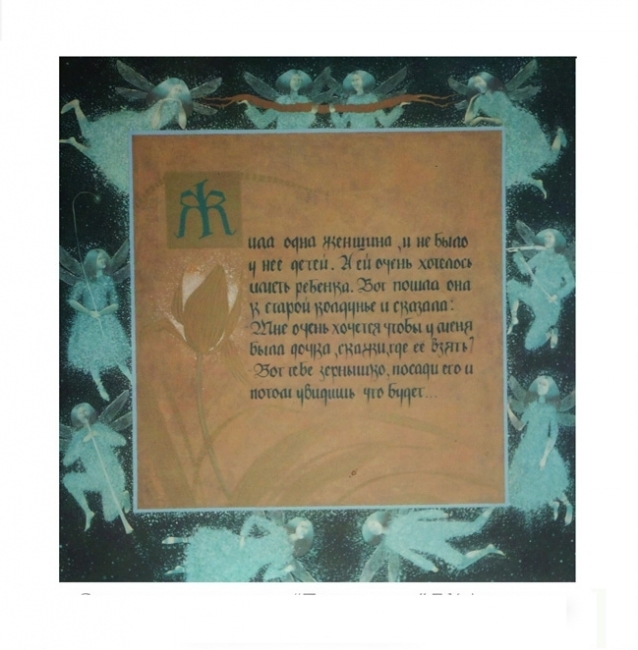 Жила одна женщина, и не было
у нее детей. А ей очень хотелось
иметь ребенка. Вот пошла она
к старой колдунье и сказала:
Мне очень хочется чтобы у меня
была дочка, скажи, где ее взять?
Вот тебе зернышко, посади его и
потом увидишь что будет...